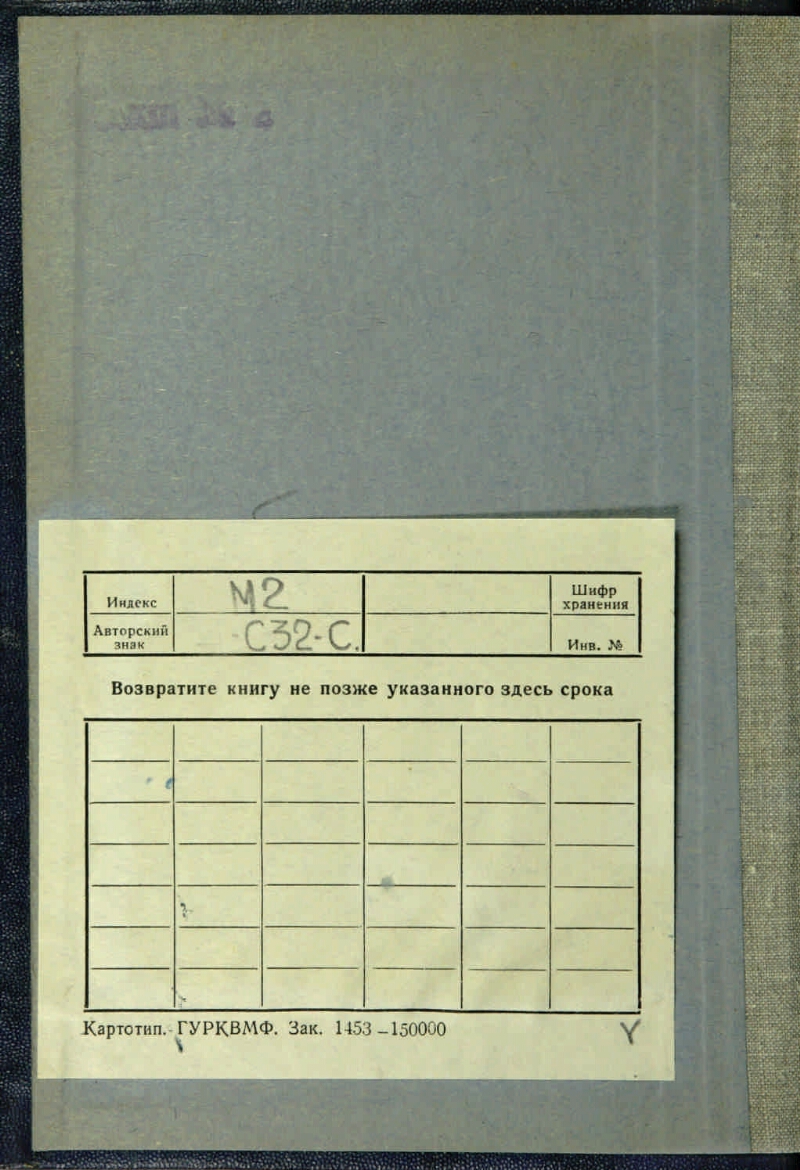 Индекс М2 Шифр хранения
Авторский знак С32-С. Инв. №
Возвратите книгу не позже указанного здесь срока
Картотип. ГУРКВМФ. Зак. 1453-150000 Y